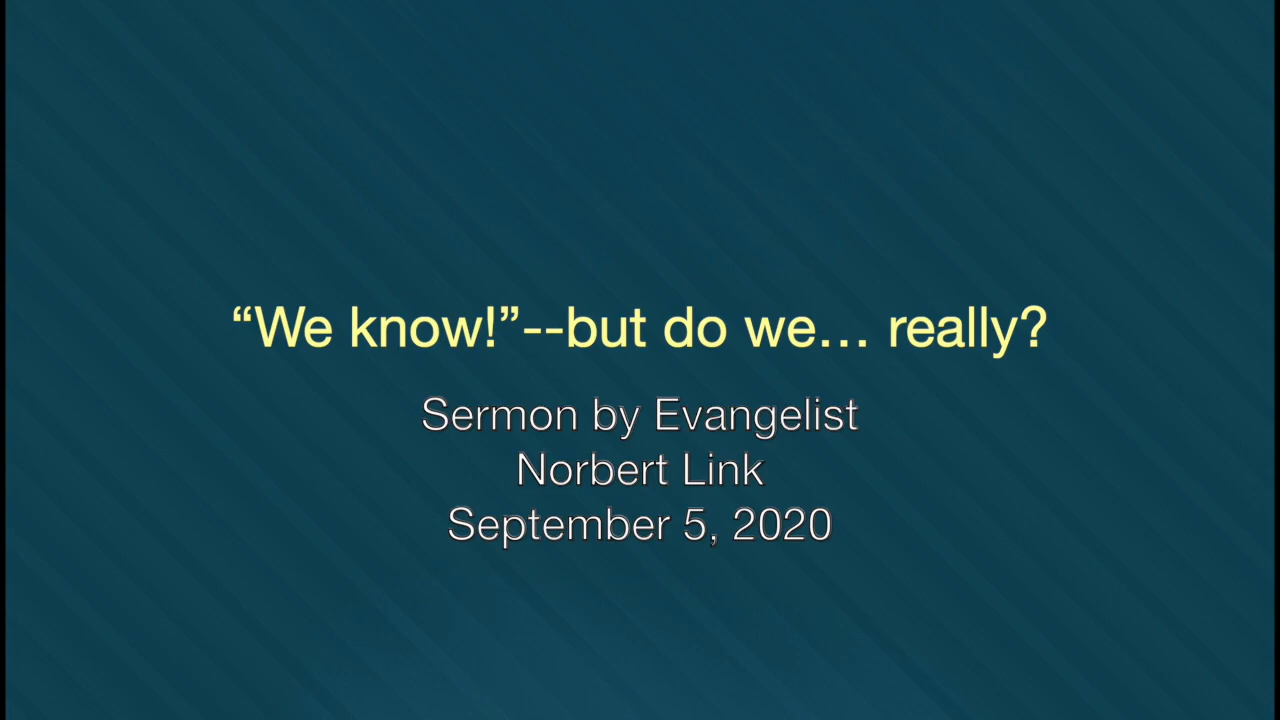 “We know!”--but do we… really?
Sermon by Evangelist
Norbert Link
September 5, 2020